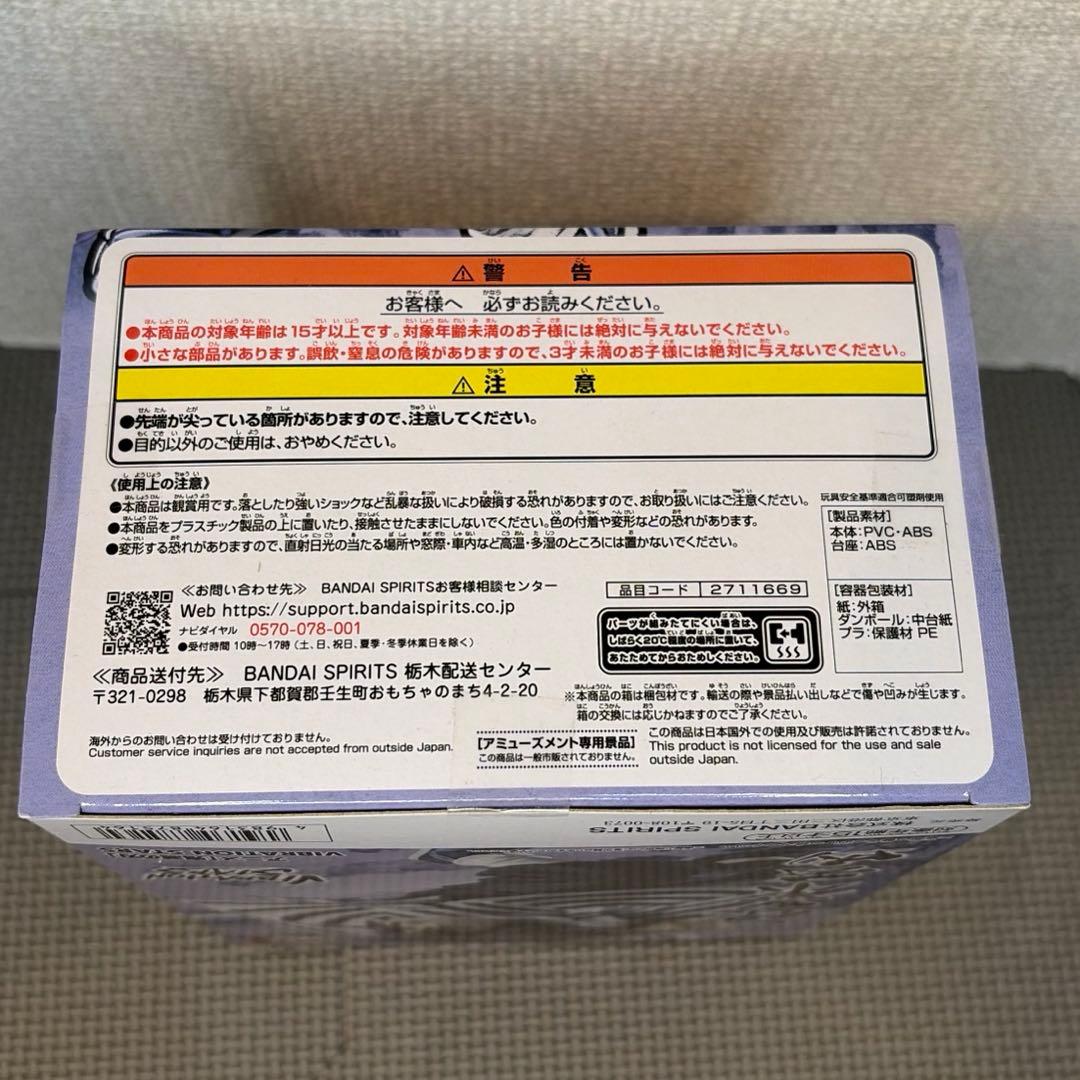 ⚠警告
お客様へ 必ずお読みください。
●本商品の対象年齢は15才以上です。対象年齢未満のお子様には絶対に与えないでください。
●小さな部品があります。誤飲・窒息の危険がありますので、3才未満のお子様には絶対に与えないでください。
⚠注意
●先端が尖っている箇所がありますので、注意してください。
●目的以外のご使用は、おやめください。
《使用上の注意》
●本商品は観賞用です。落としたり強いショックなど乱暴な扱いにより破損する恐れがありますので、お取り扱いにはご注意ください。
●本商品をプラスチック製品の上に置いたり、接触させたままにしないでください。色の付着や変形などの恐れがあります。
●変形する恐れがありますので、直射日光の当たる場所や窓際・車内など高温・多湿のところには置かないでください。
玩具安全基準適合可塑剤使用
[製品素材]
本体:PVC・ABS
台座:ABS
[容器包装材]
紙:外箱
ダンボール:中台紙
プラ:保護材 PE
≪お問い合わせ先≫ BANDAI SPIRITSお客様相談センター
Web https://support.bandaispirits.co.jp
ナビダイヤル 0570-078-001
●受付時間 10時~17時(土、日、祝日、夏季・冬季休業日を除く)
品目コード 2711669
パーツが組みたてにくい場合は、
しばらく20℃程度の場所に置いて、
あたためてからおためしください。
≪商品送付先≫ BANDAI SPIRITS 栃木配送センター
〒321-0298 栃木県下都賀郡壬生町おもちゃのまち4-2-20
※本商品の箱は梱包材です。輸送の際や景品払い出しなどで傷や凹みが生じます。
箱の交換には応じかねますのでご了承ください。
海外からのお問い合わせは受け付けておりません。
Customer service inquiries are not accepted from outside Japan.
[アミューズメント専用景品]
この商品は一般市販されておりません。
この商品は日本国外での使用及び販売は許諾されておりません。
This product is not licensed for the use and sale
outside Japan.
株式会社BANDAI SPIRITS
〒108-0073
VIBRATION STARS
VIBRATION
STARS